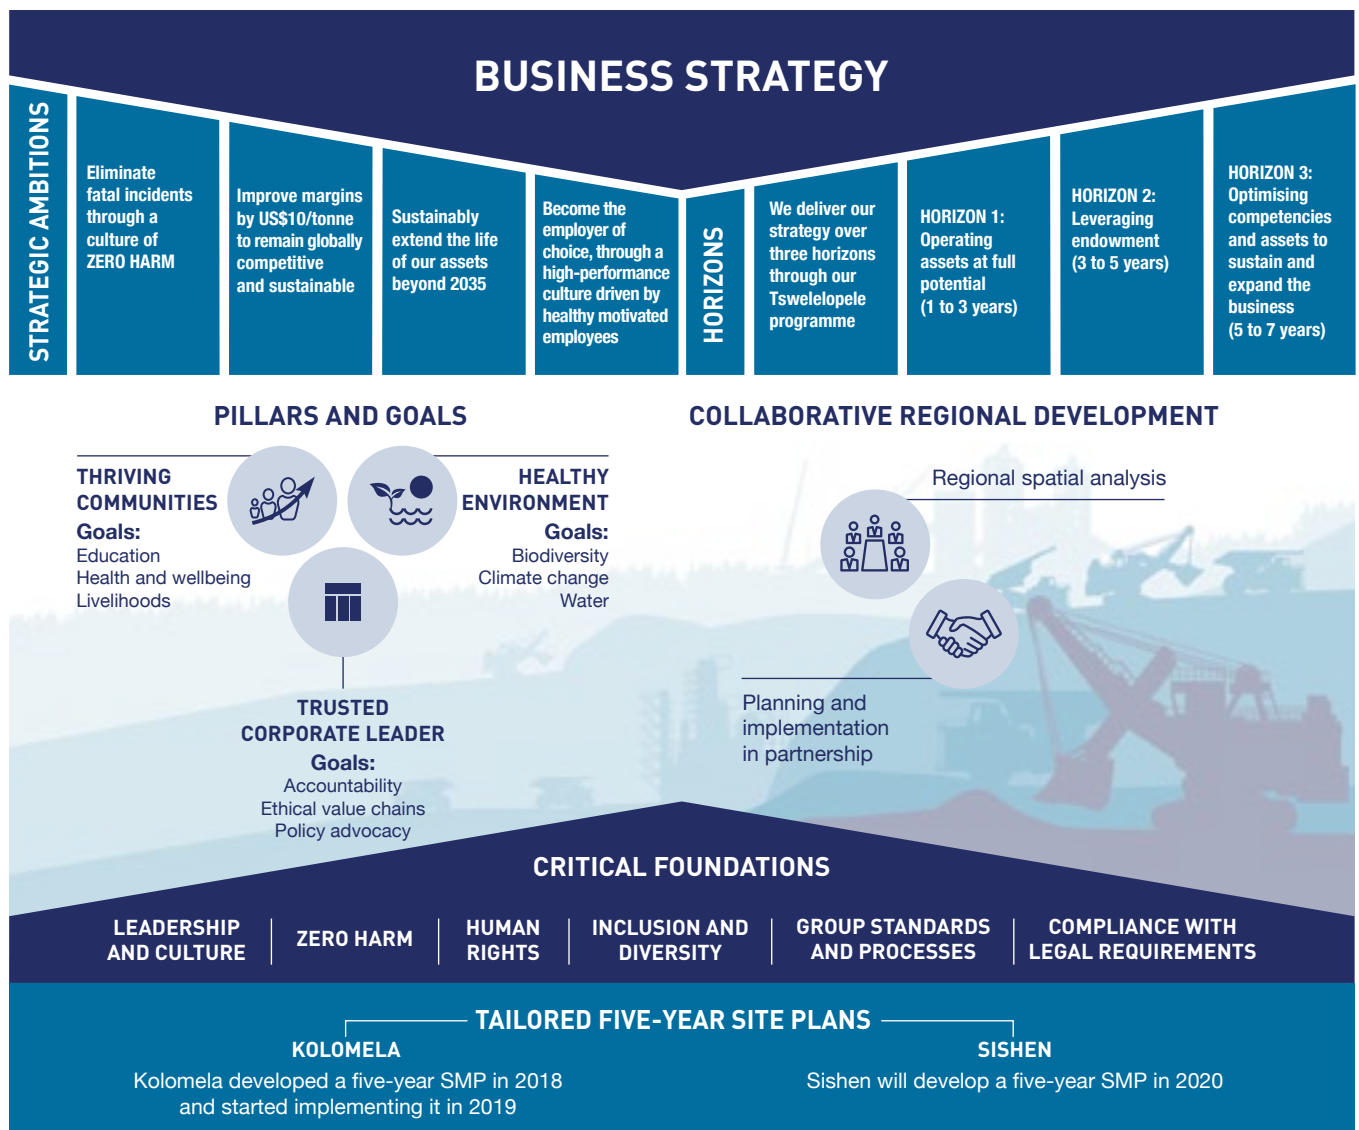 BUSINESS STRATEGY
STRATEGIC AMBITIONS
Eliminate
fatal incidents
through a
culture of
ZERO HARM
Improve margins
by US$10/tonne
to remain globally
competitive
and sustainable
Sustainably
extend the life
of our assets
beyond 2035
Become the
employer of
choice, through a
high-performance
culture driven by
healthy motivated
employees
HORIZONS
We deliver our
strategy over
three horizons
through our
Tswelelopele
programme
HORIZON 1:
Operating
assets at full
potential
(1 to 3 years)
HORIZON 2:
Leveraging
endowment
(3 to 5 years)
HORIZON 3:
Optimising
competencies
and assets to
sustain and
expand the
business
(5 to 7 years)
PILLARS AND GOALS
THRIVING
COMMUNITIES
Goals:
Education
Health and wellbeing
Livelihoods
HEALTHY
ENVIRONMENT
Goals:
Biodiversity
Climate change
Water
TRUSTED
CORPORATE LEADER
Goals:
Accountability
Ethical value chains
Policy advocacy
COLLABORATIVE REGIONAL DEVELOPMENT
Regional spatial analysis
Planning and
implementation
in partnership
CRITICAL FOUNDATIONS
LEADERSHIP
AND CULTURE
ZERO HARM
HUMAN
RIGHTS
INCLUSION AND
DIVERSITY
GROUP STANDARDS
AND PROCESSES
COMPLIANCE WITH
LEGAL REQUIREMENTS
TAILORED FIVE-YEAR SITE PLANS
KOLOMELA
Kolomela developed a five-year SMP in 2018
and started implementing it in 2019
SISHEN
Sishen will develop a five-year SMP in 2020